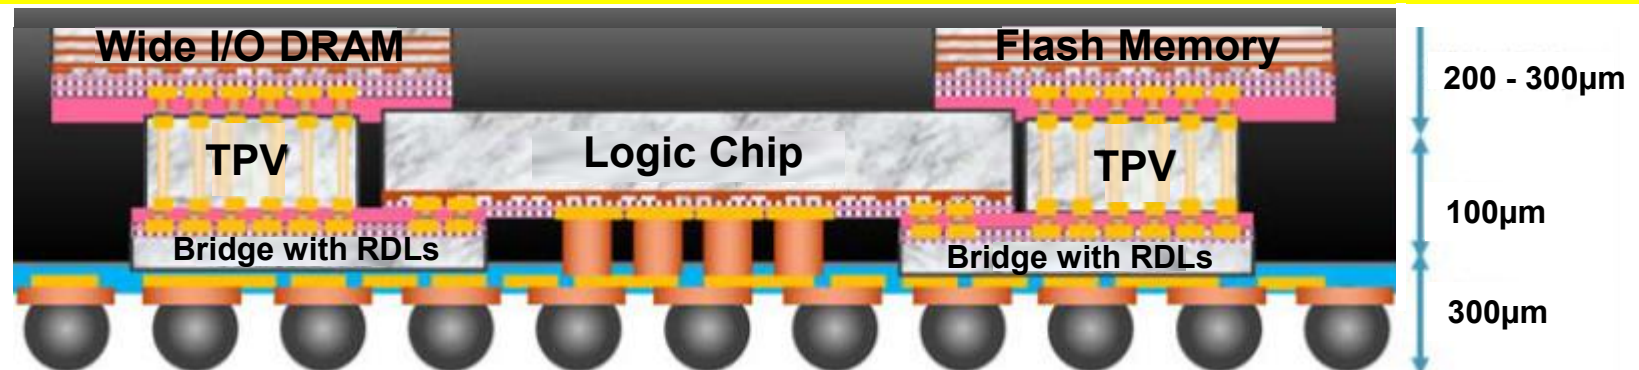 Wide I/O DRAM
Flash Memory
200 - 300µm
TPV
Logic Chip
TPV
100µm
Bridge with RDLs
Bridge with RDLs
300µm